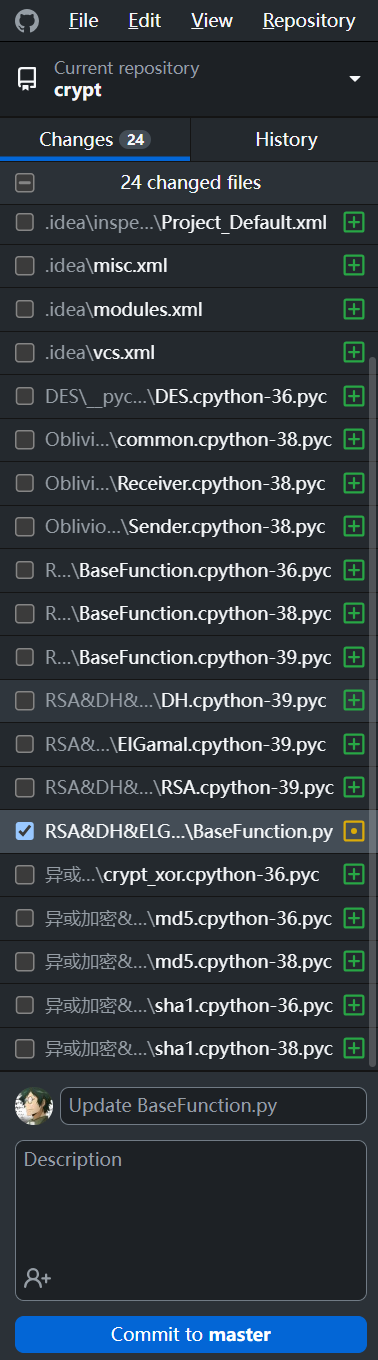 File Edit View Repository
Current repository
crypt
Changes 24 History
24 changed files
.idea\inspe...\Project_Default.xml
.idea\misc.xml
.idea\modules.xml
.idea\vcs.xml
DES\__pyc...\DES.cpython-36.pyc
Oblivi...\common.cpython-38.pyc
Oblivi...\Receiver.cpython-38.pyc
Oblivio...\Sender.cpython-38.pyc
R...\BaseFunction.cpython-36.pyc
R...\BaseFunction.cpython-38.pyc
R...\BaseFunction.cpython-39.pyc
RSA&DH&...\DH.cpython-39.pyc
RSA&...\ElGamal.cpython-39.pyc
RSA&DH&...\RSA.cpython-39.pyc
RSA&DH&ELG...\BaseFunction.py
异或...\crypt_xor.cpython-36.pyc
异或加密&...\md5.cpython-36.pyc
异或加密&...\md5.cpython-38.pyc
异或加密&...\sha1.cpython-36.pyc
异或加密&...\sha1.cpython-38.pyc
Update BaseFunction.py
Description
Commit to master